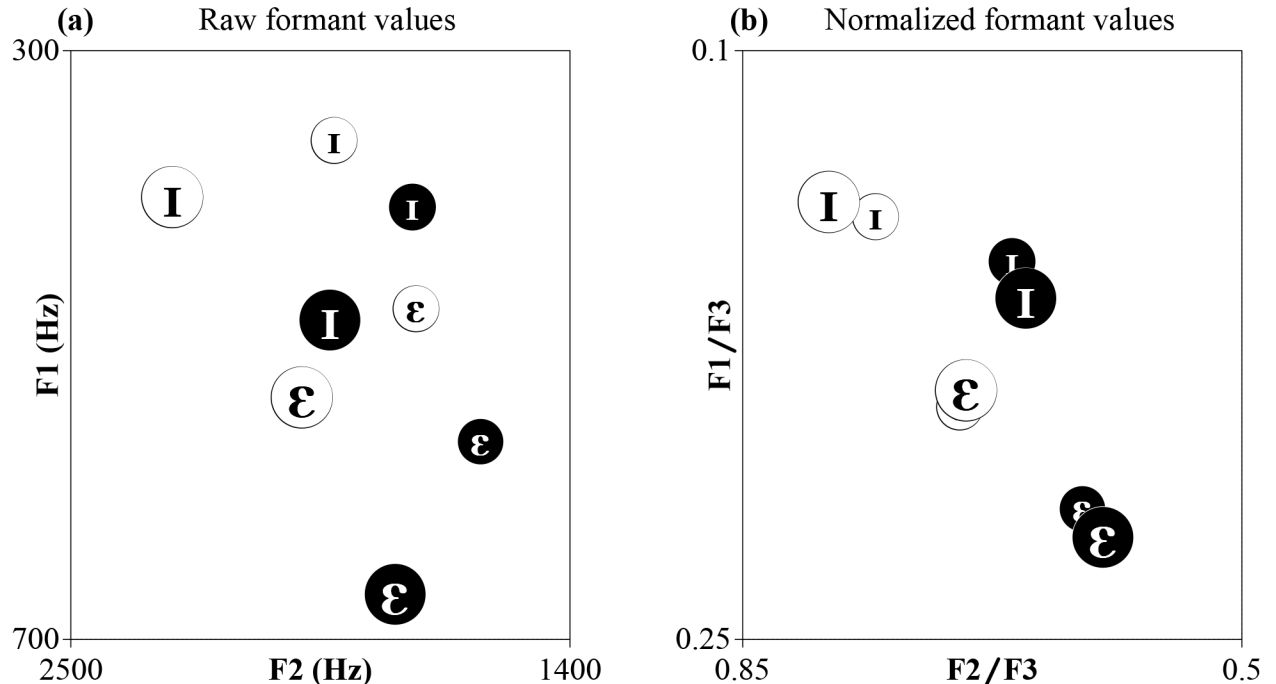 (a) Raw formant values
300
I
I
I
I
ɛ
ɛ
ɛ
ɛ
F1 (Hz)
700
2500 F2 (Hz) 1400
(b) Normalized formant values
0.1
I
I
I
I
ɛ
ɛ
ɛ
F1/F3
0.25
0.85 F2/F3 0.5